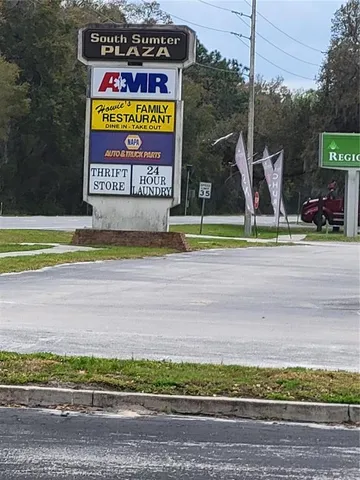 South Sumter
PLAZA
AMR
Howie's FAMILY
RESTAURANT
DINE IN - TAKE OUT
NAPA
AUTO & TRUCK PARTS
THRIFT
STORE
24
HOUR
LAUNDRY
35
REGIO